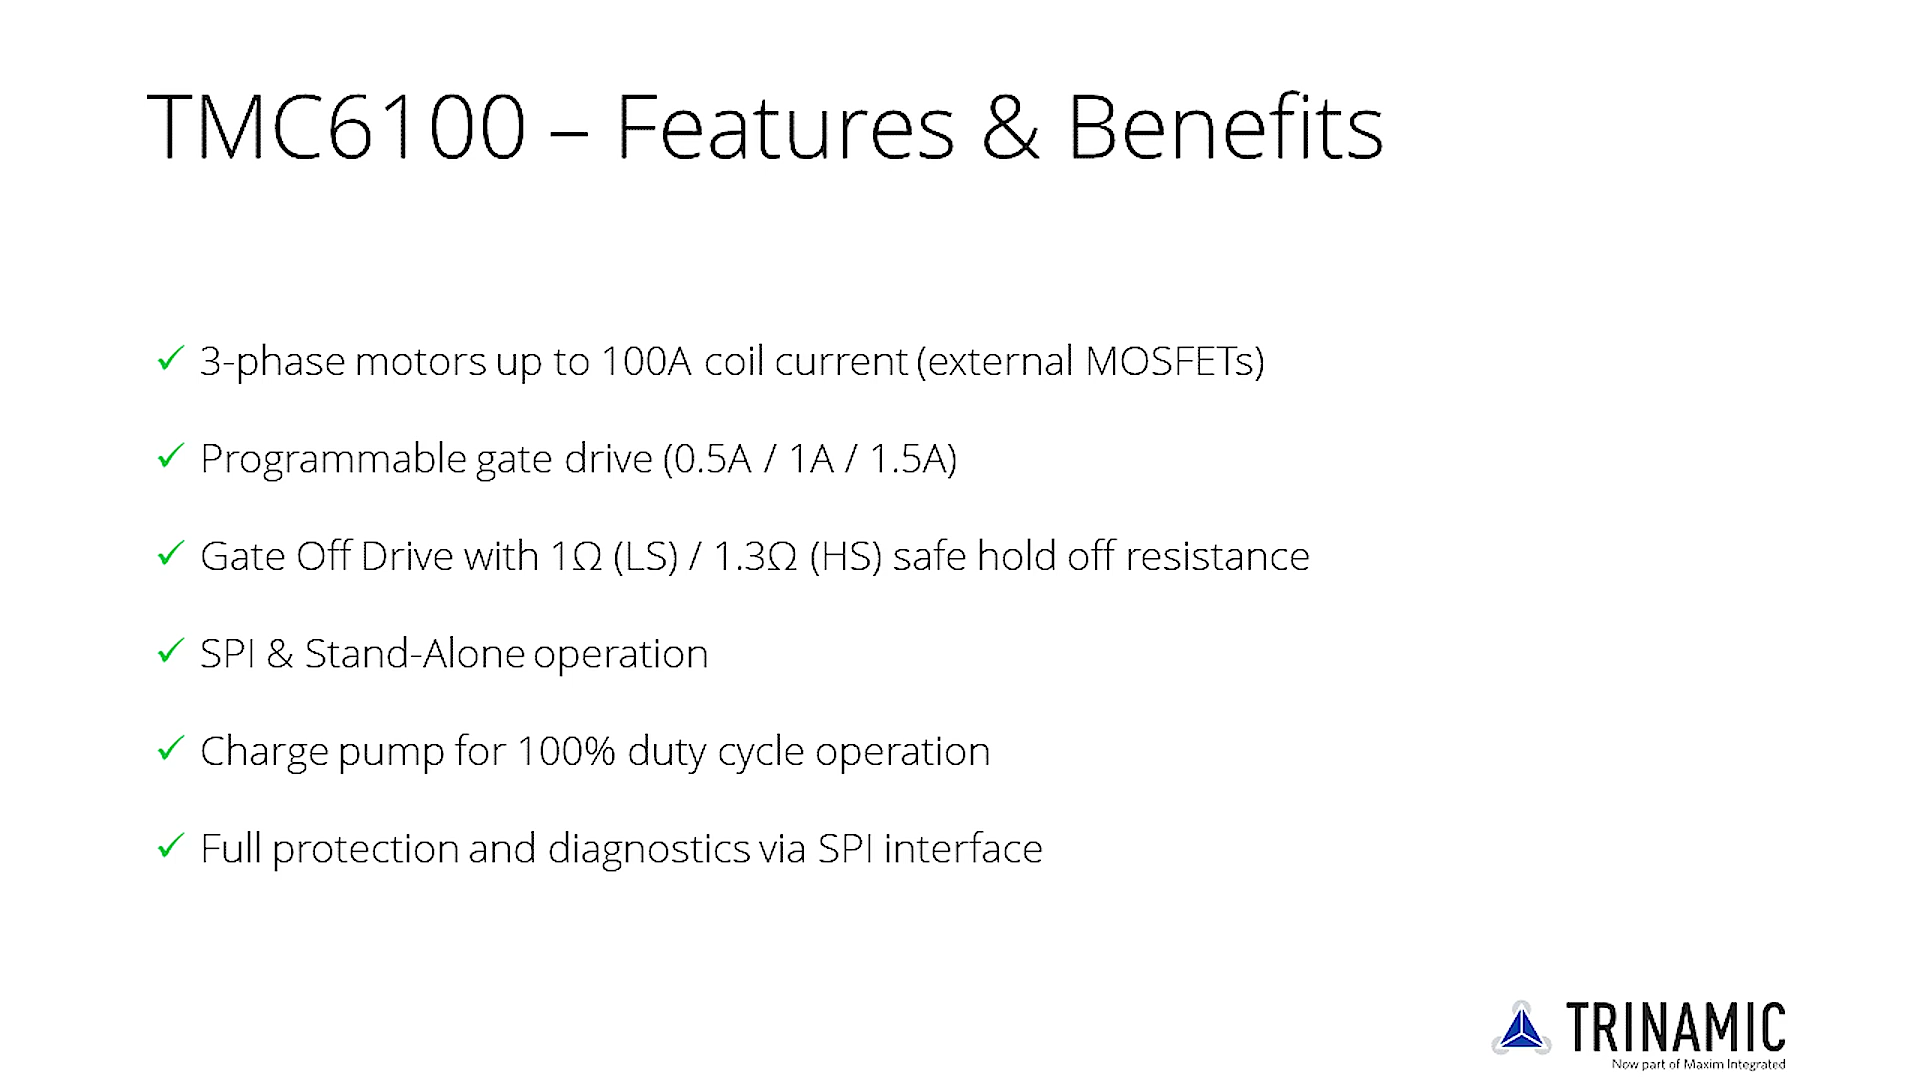 TMC6100 – Features & Benefits
✓ 3-phase motors up to 100A coil current (external MOSFETs)
✓ Programmable gate drive (0.5A / 1A / 1.5A)
✓ Gate Off Drive with 1Ω (LS) / 1.3Ω (HS) safe hold off resistance
✓ SPI & Stand-Alone operation
✓ Charge pump for 100% duty cycle operation
✓ Full protection and diagnostics via SPI interface
TRINAMIC
Now part of Maxim Integrated